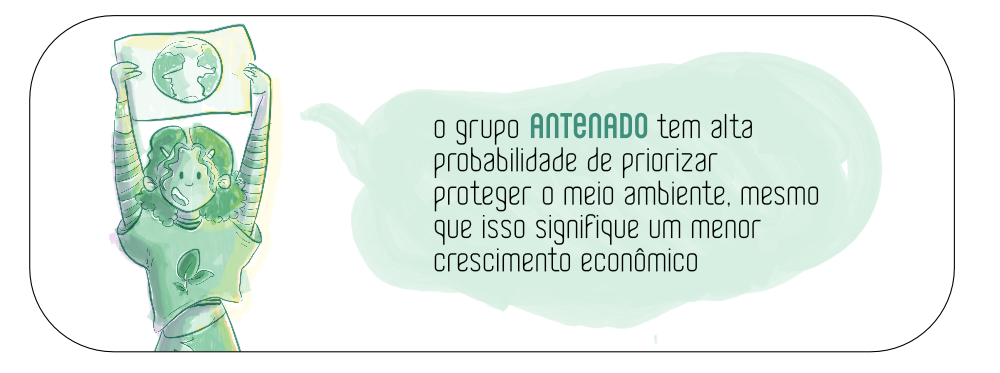 o grupo ANTENADO tem alta
probabilidade de priorizar
proteger o meio ambiente, mesmo
que isso signifique um menor
crescimento econômico